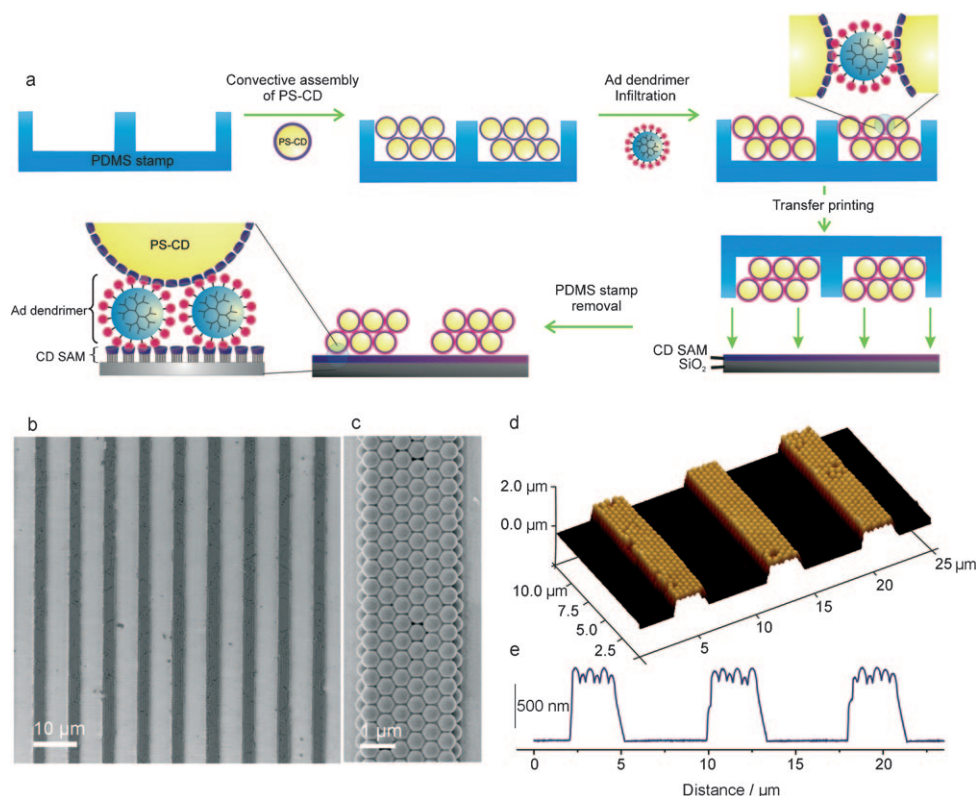 a
Convective assembly
of PS-CD
PS-CD
PDMS stamp
Ad dendrimer
Infiltration
Transfer printing
PS-CD
Ad dendrimer
CD SAM
PDMS stamp
removal
CD SAM
SiO₂
b
10 µm
c
1 µm
d
2.0 µm
0.0 µm
10.0 µm
7.5
5.0
2.5
5
10
15
20
25 µm
e
500 nm
0 5 10 15 20
Distance / µm